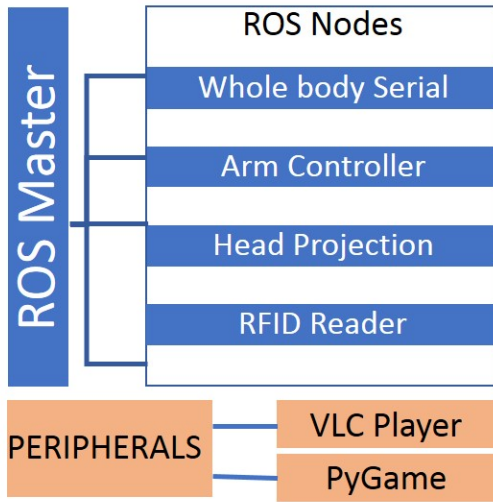 ROS Master
ROS Nodes
Whole body Serial
Arm Controller
Head Projection
RFID Reader
PERIPHERALS
VLC Player
PyGame